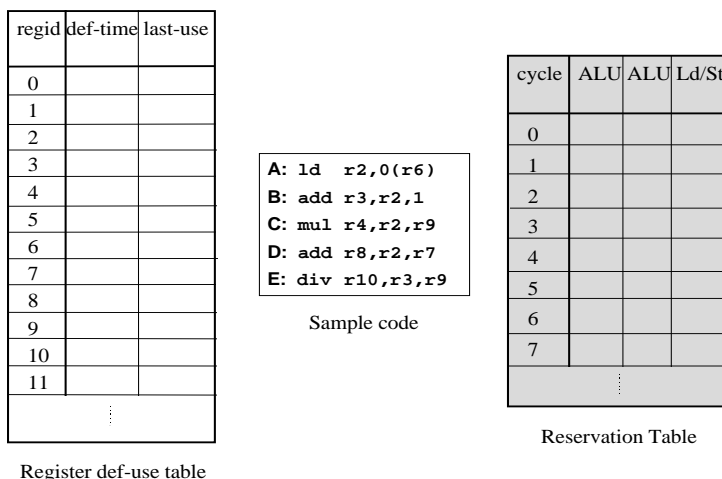 regid def-time last-use
0
1
2
3
4
5
6
7
8
9
10
11
Register def-use table
A: ld r2,0(r6)
B: add r3,r2,1
C: mul r4,r2,r9
D: add r8,r2,r7
E: div r10,r3,r9
Sample code
cycle ALU ALU Ld/St
0
1
2
3
4
5
6
7
Reservation Table